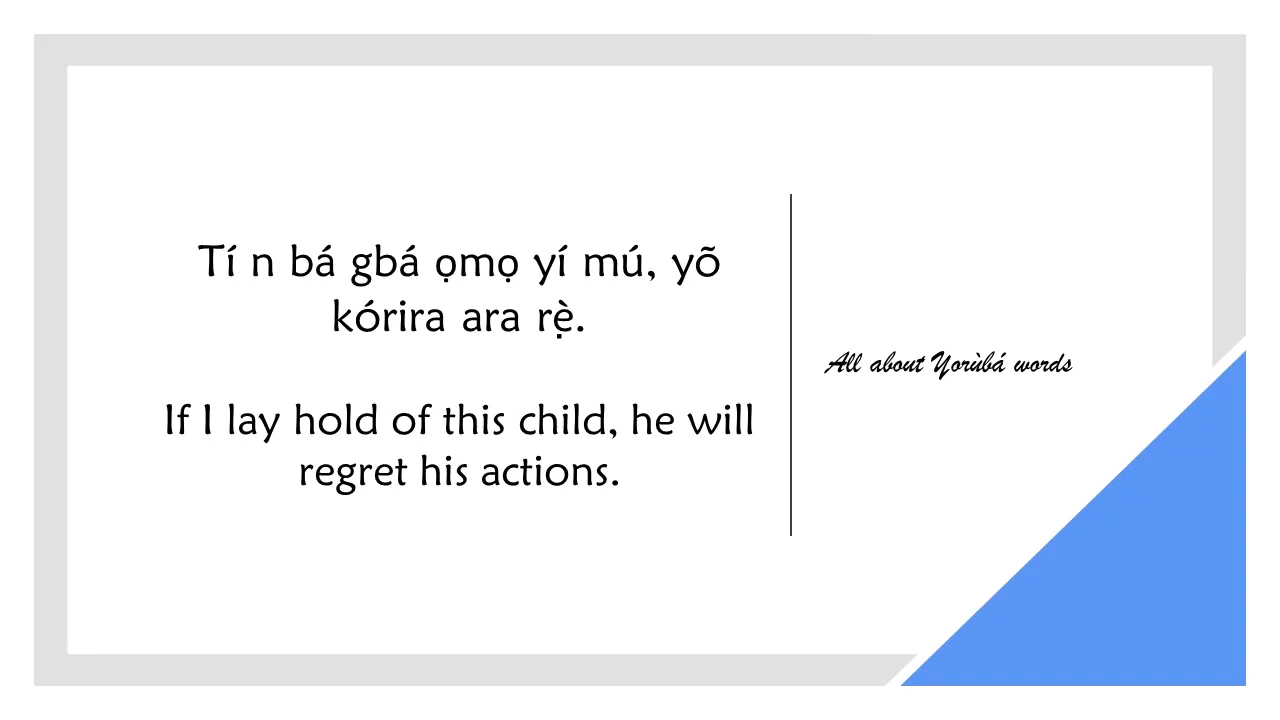 Tí n bá gbá ọmọ yí mú, yõ
kórira ara rẹ̀.
If I lay hold of this child, he will
regret his actions.
All about Yorùbá words